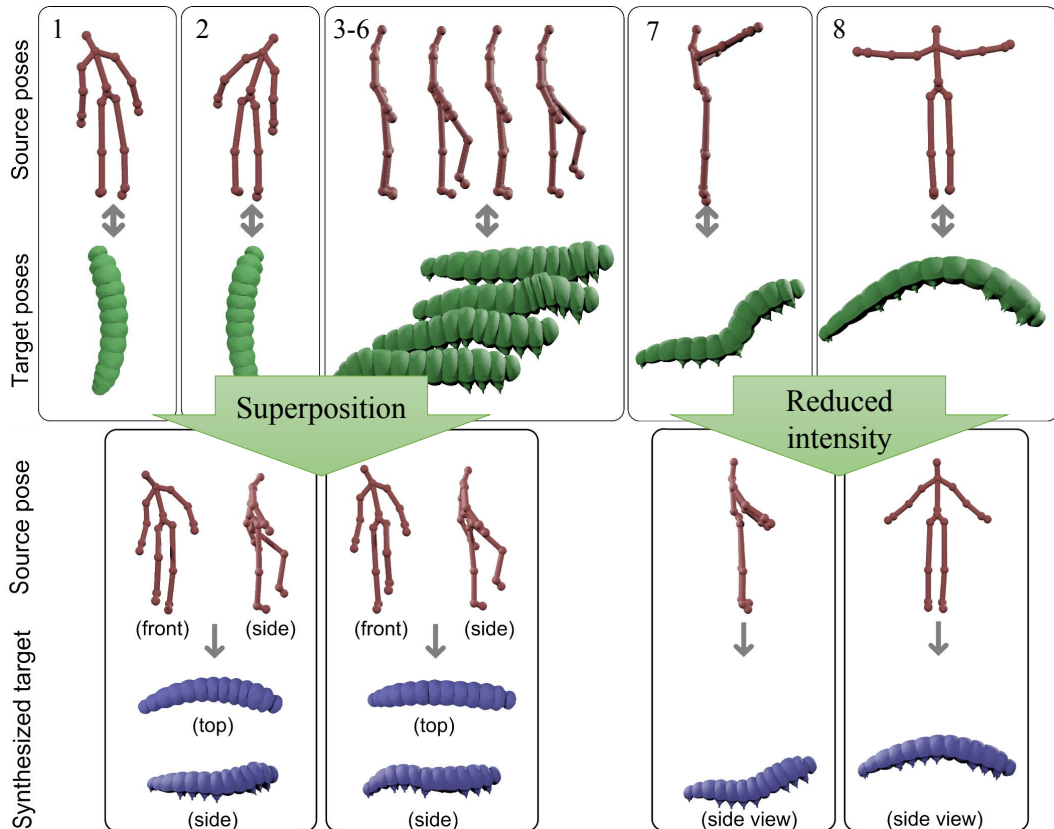 1
2
3-6
7
8
Source poses
Target poses
Superposition
Reduced
intensity
Source pose
(front)
(side)
(front)
(side)
Synthesized target
(top)
(top)
(side)
(side)
(side view)
(side view)